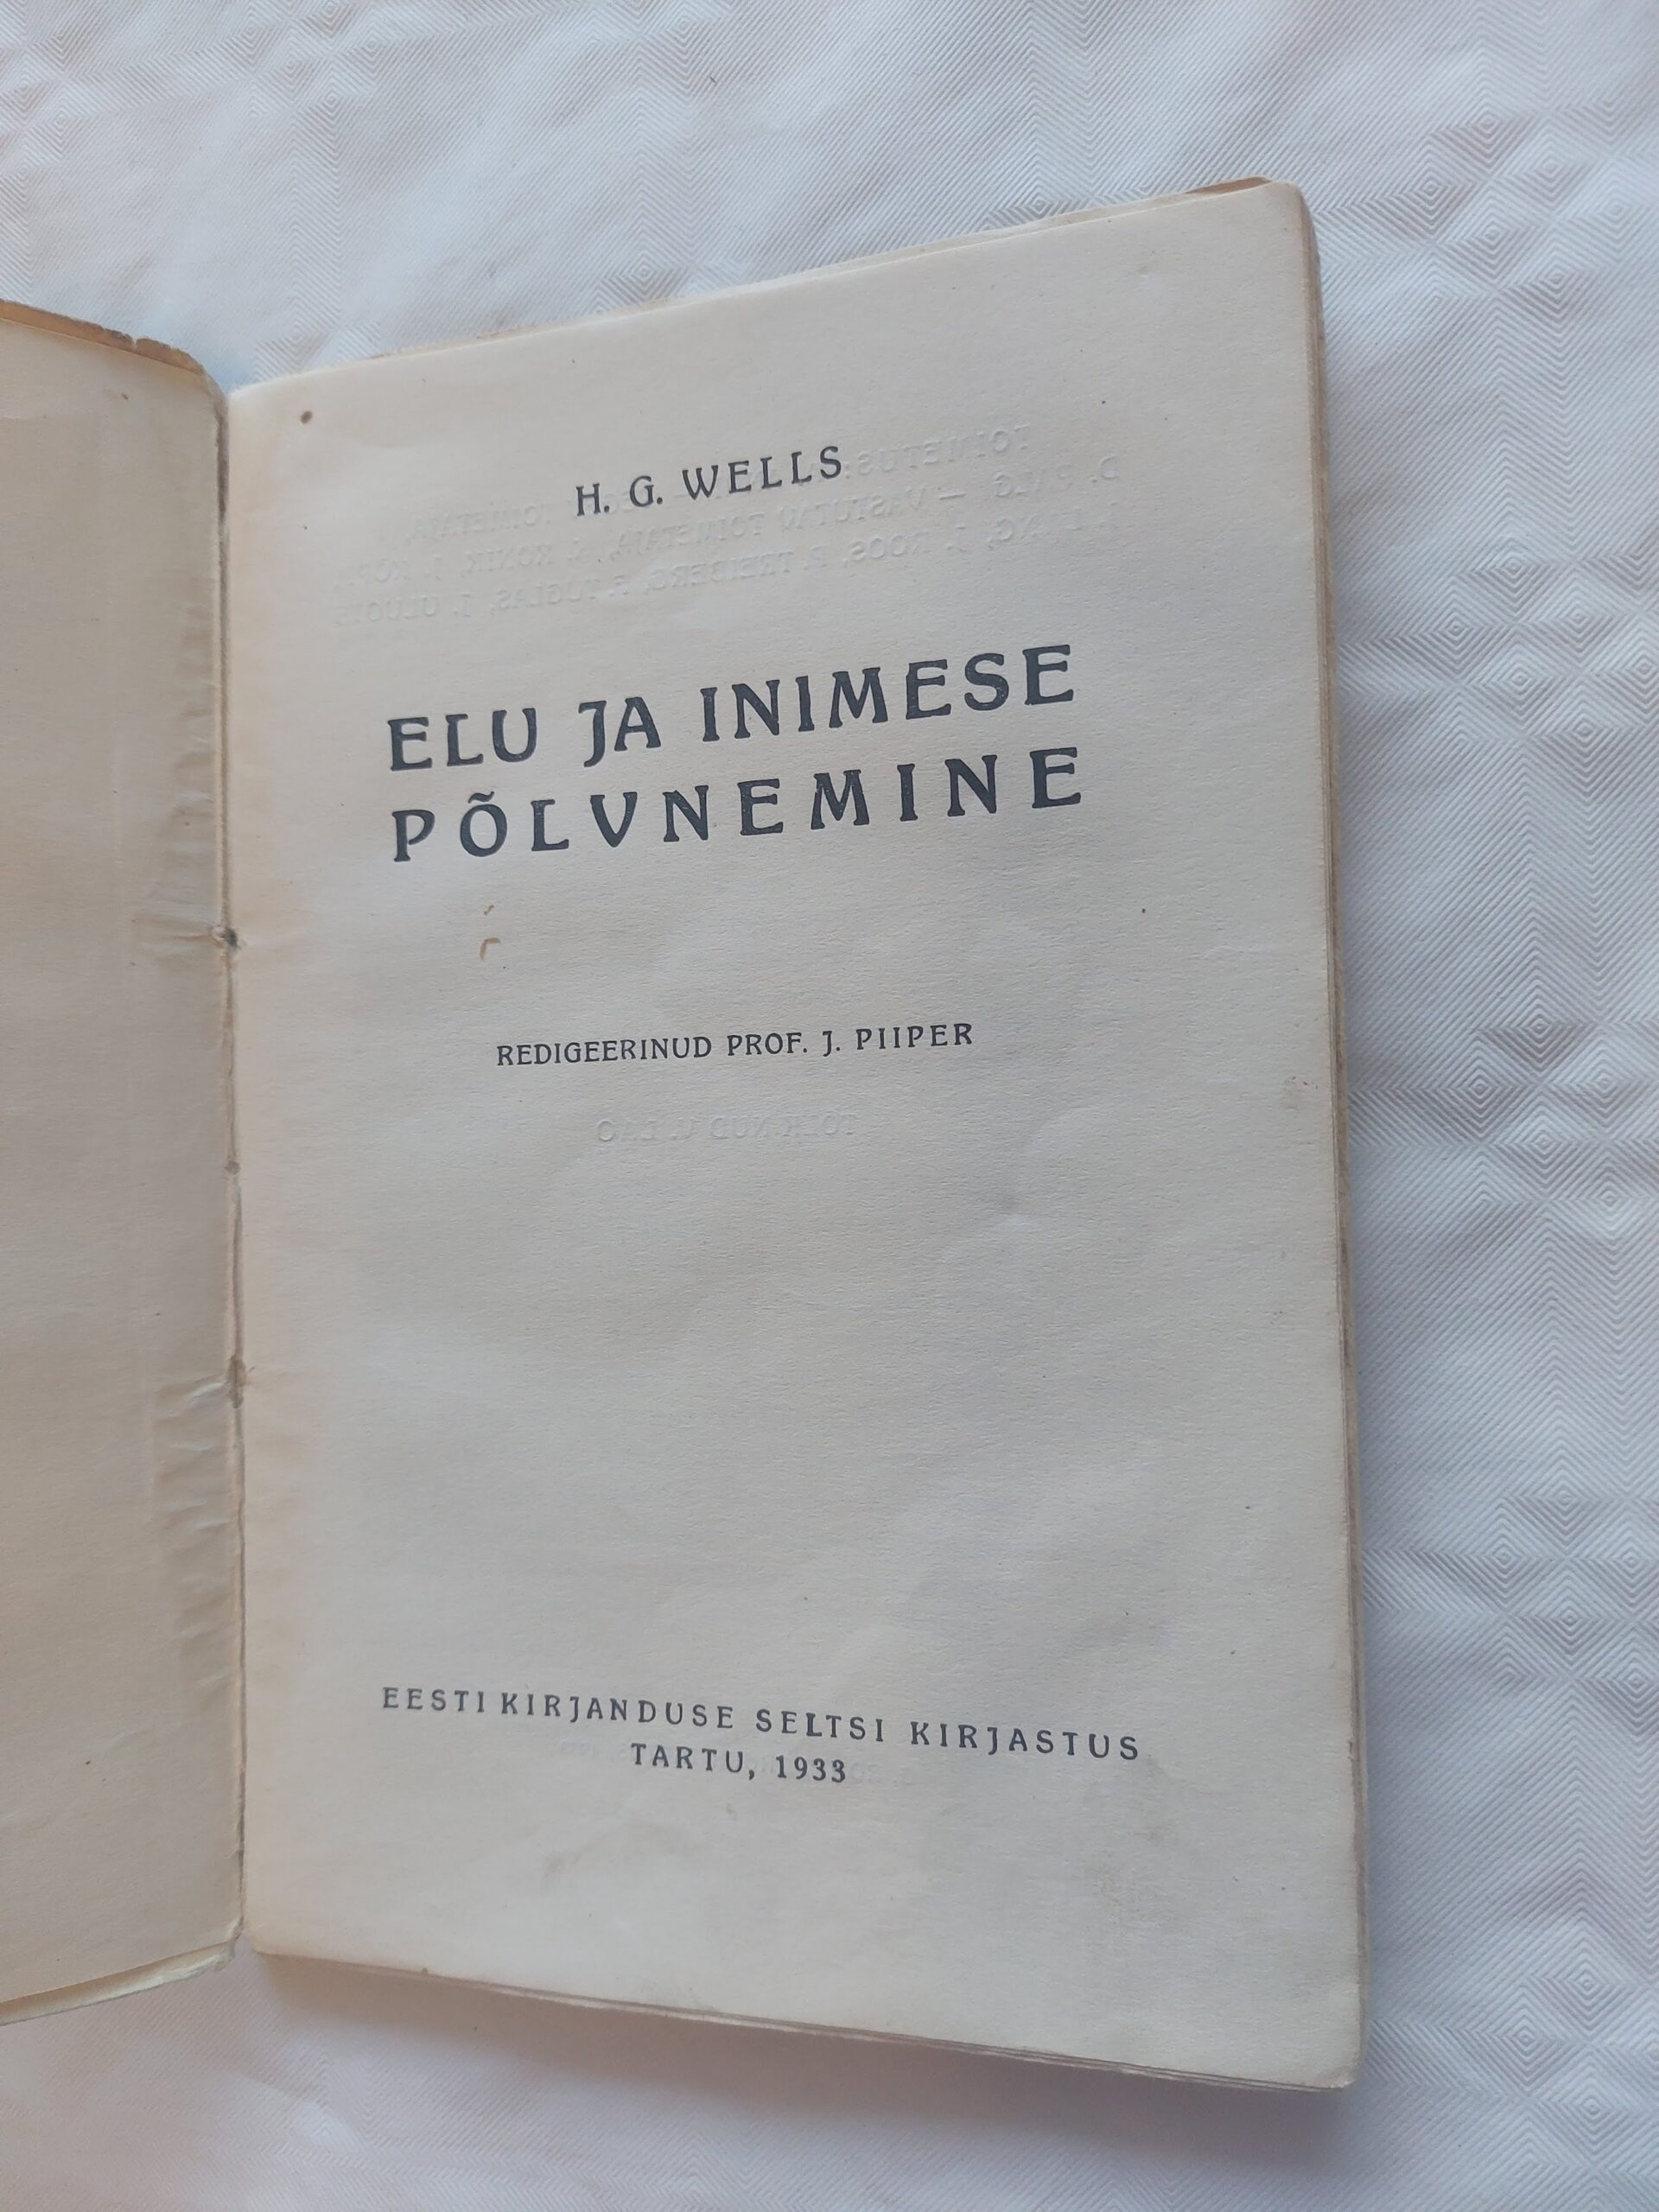 H. G. WELLS
ELU JA INIMESE
PÕLVNEMINE
REDIGEERINUD PROF. J. PIIPER
EESTI KIRJANDUSE SELTSI KIRJASTUS
TARTU, 1933